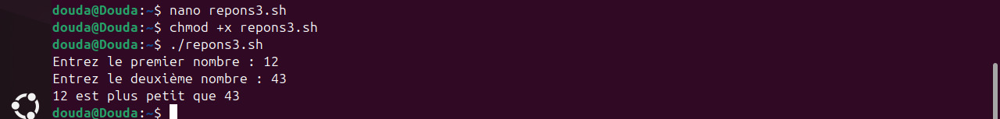 douda@Douda:~$ nano repons3.sh
douda@Douda:~$ chmod +x repons3.sh
douda@Douda:~$ ./repons3.sh
Entrez le premier nombre : 12
Entrez le deuxième nombre : 43
12 est plus petit que 43
douda@Douda:~$